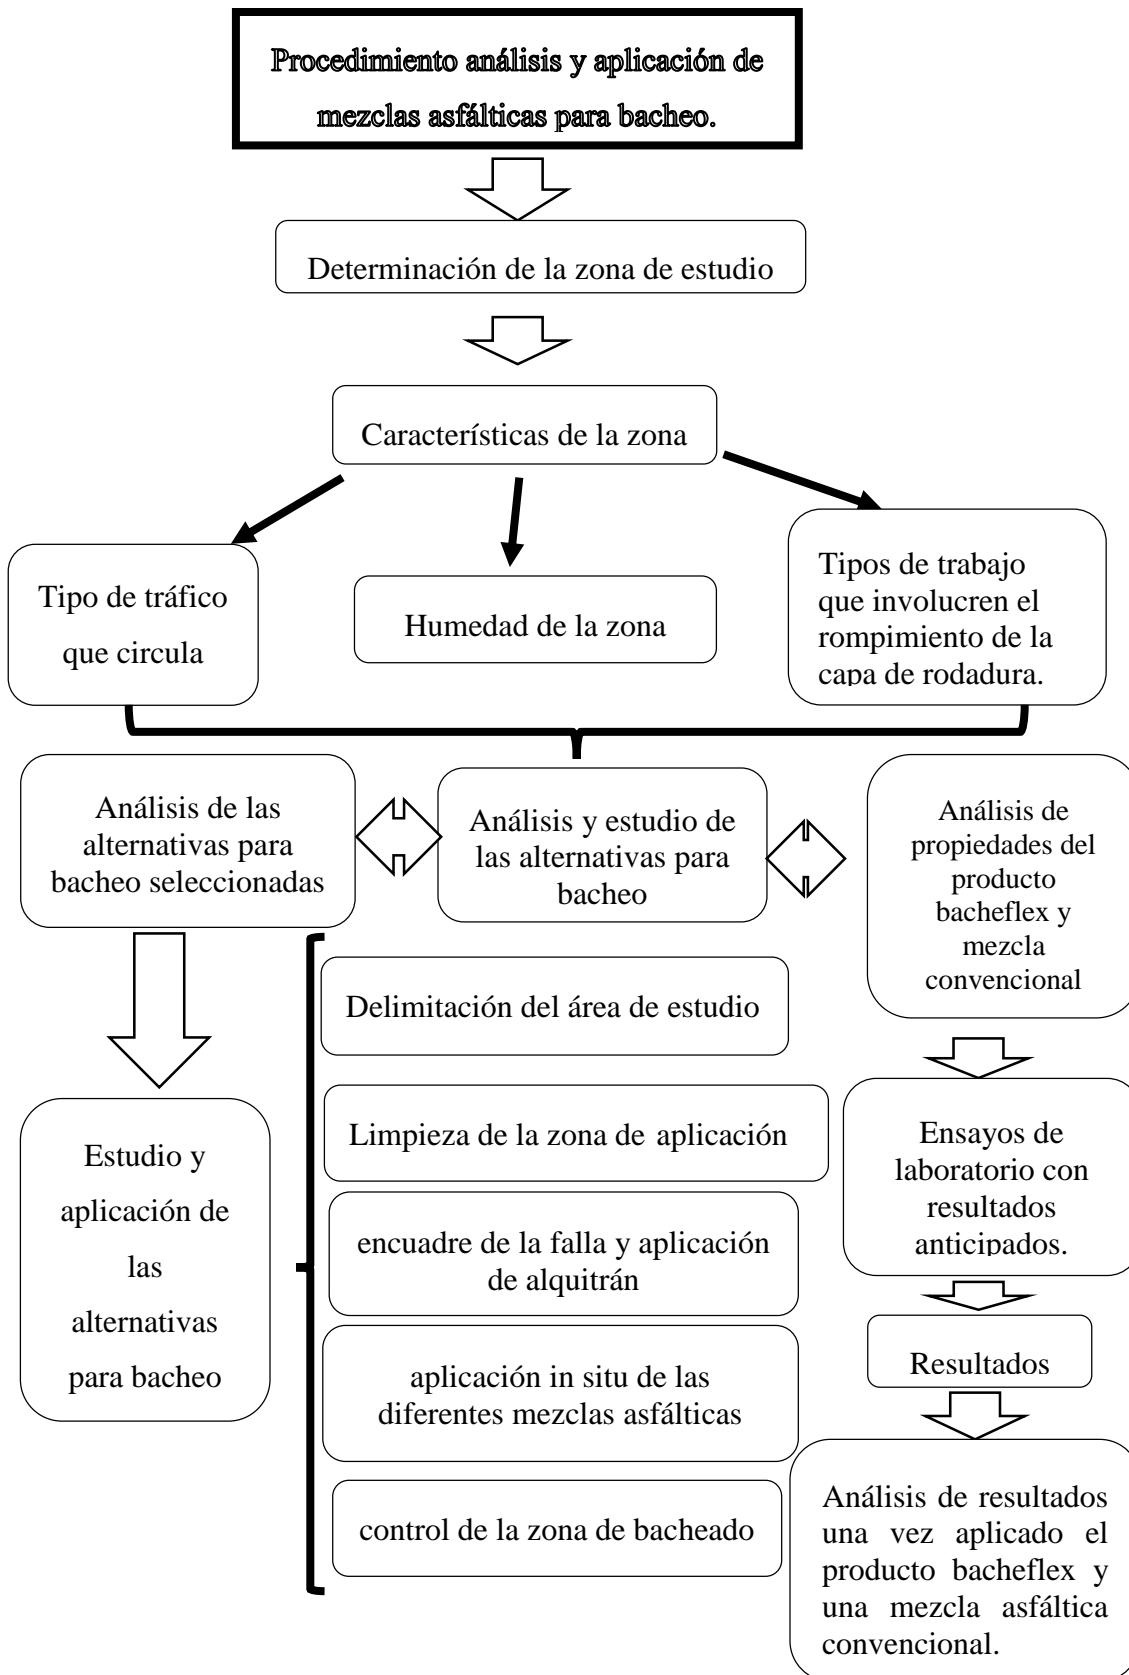 Procedimiento análisis y aplicación de
mezclas asfálticas para bacheo.
Determinación de la zona de estudio
Características de la zona
Tipo de tráfico
que circula
Humedad de la zona
Tipos de trabajo
que involucren el
rompimiento de la
capa de rodadura.
Análisis de las
alternativas para
bacheo seleccionadas
Análisis y estudio de
las alternativas para
bacheo
Análisis de
propiedades del
producto
bacheflex y
mezcla
convencional
Estudio y
aplicación de
las
alternativas
para bacheo
Delimitación del área de estudio
Limpieza de la zona de aplicación
encuadre de la falla y aplicación
de alquitrán
aplicación in situ de las
diferentes mezclas asfálticas
control de la zona de bacheado
Ensayos de
laboratorio con
resultados
anticipados.
Resultados
Análisis de resultados
una vez aplicado el
producto bacheflex y
una mezcla asfáltica
convencional.